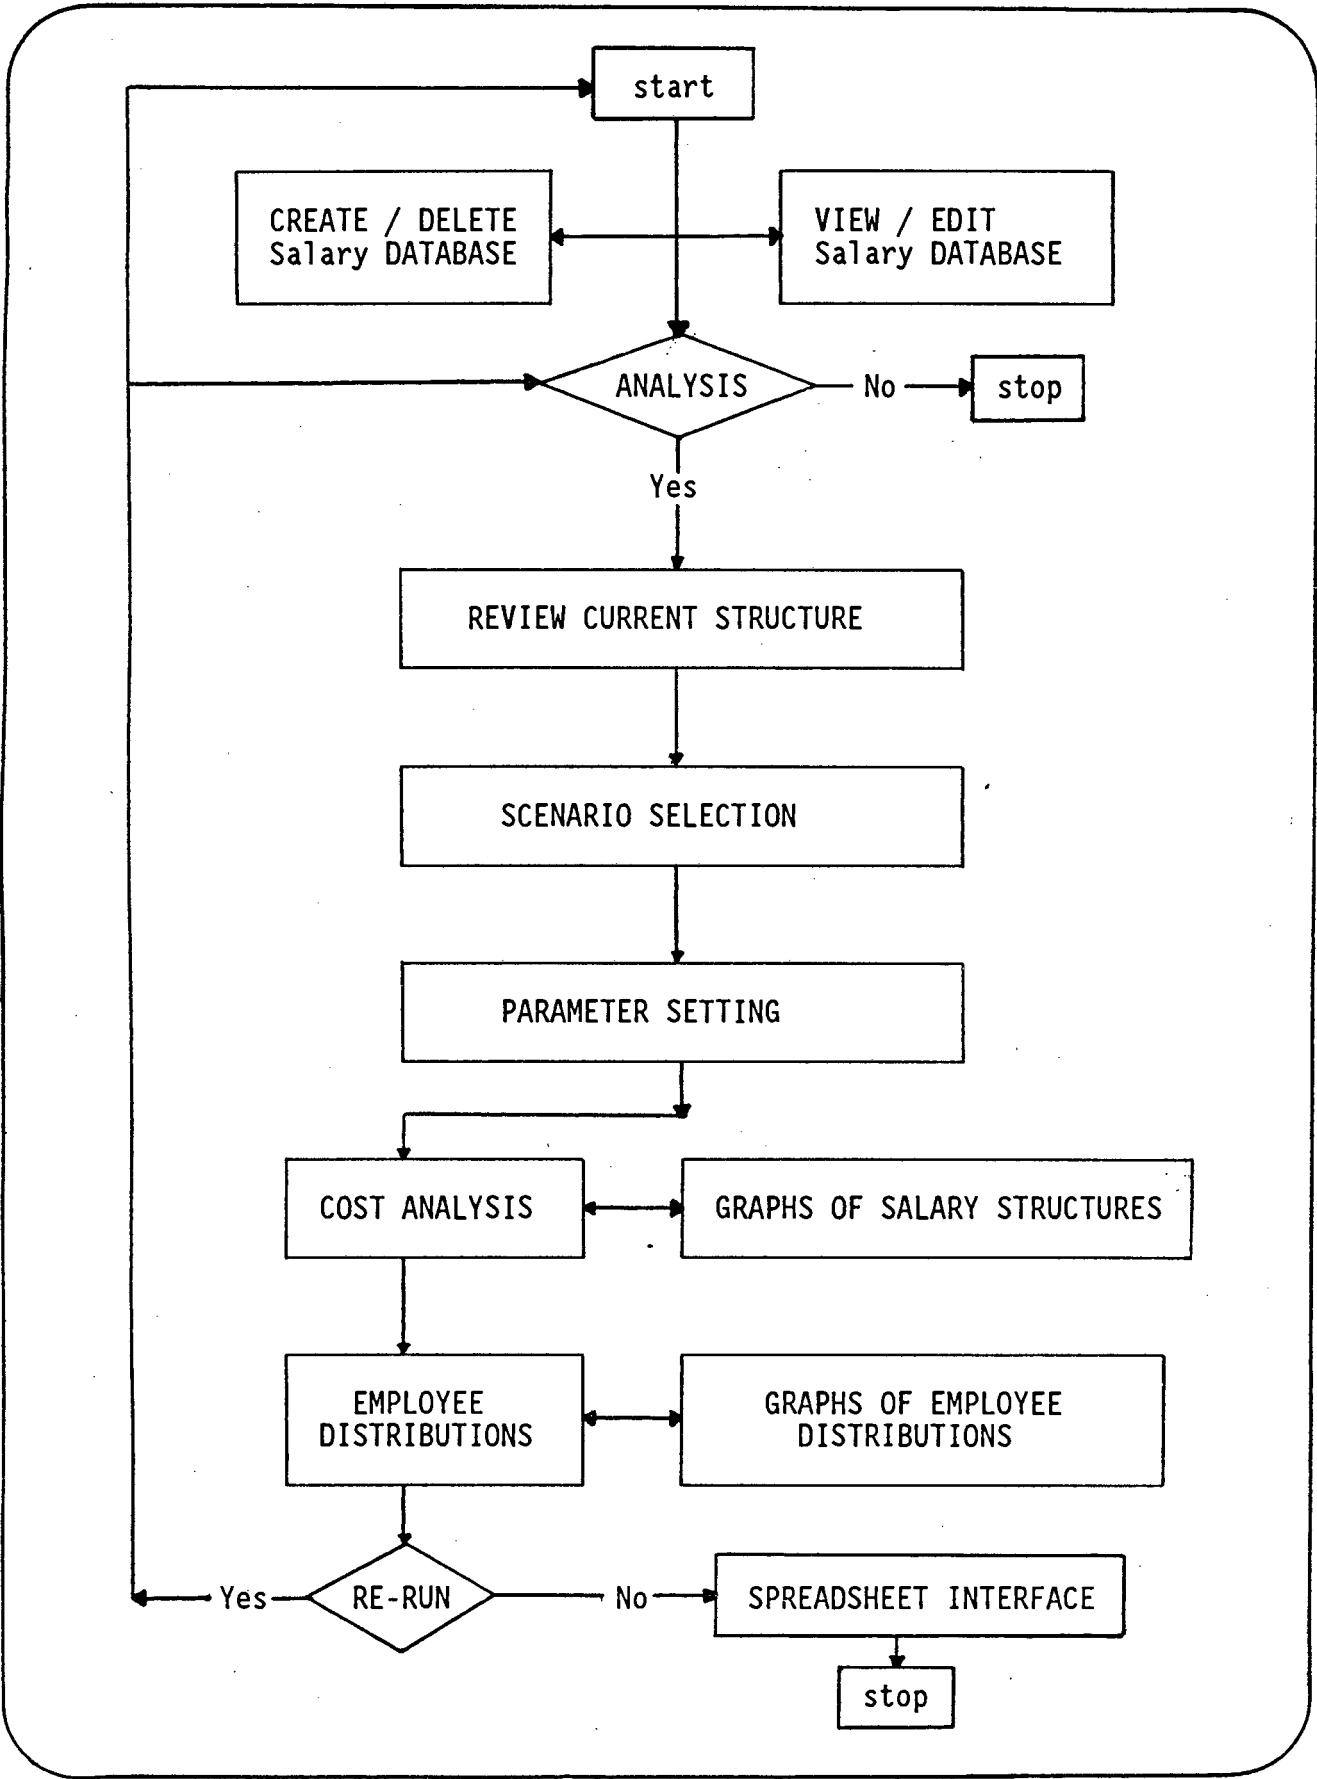 start
CREATE / DELETE
Salary DATABASE
VIEW / EDIT
Salary DATABASE
ANALYSIS
No
stop
Yes
REVIEW CURRENT STRUCTURE
SCENARIO SELECTION
PARAMETER SETTING
COST ANALYSIS
GRAPHS OF SALARY STRUCTURES
EMPLOYEE
DISTRIBUTIONS
GRAPHS OF EMPLOYEE
DISTRIBUTIONS
Yes
RE-RUN
No
SPREADSHEET INTERFACE
stop